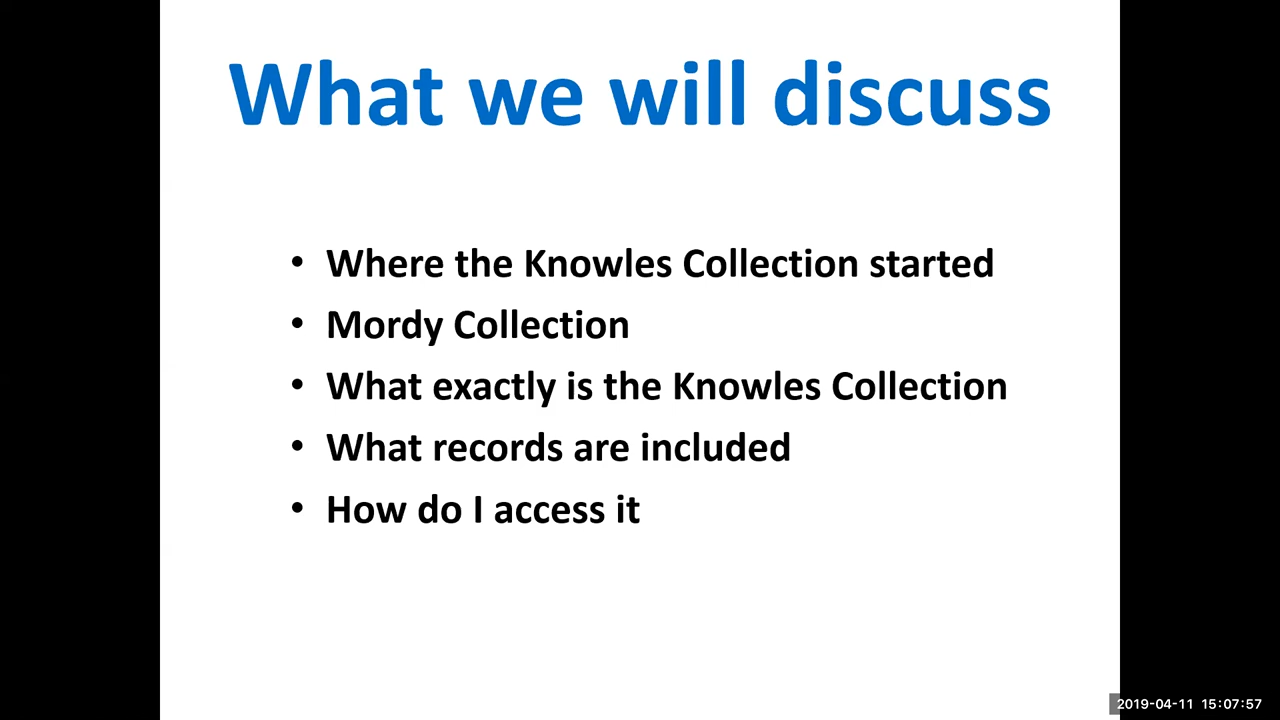 What we will discuss
• Where the Knowles Collection started
• Mordy Collection
• What exactly is the Knowles Collection
• What records are included
• How do I access it
2019-04-11 15:07:57